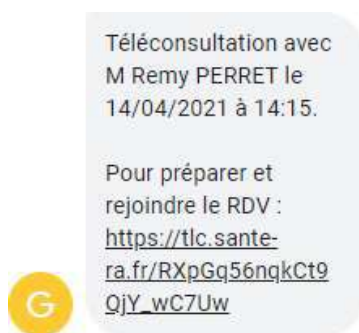 Téléconsultation avec
M Remy PERRET le
14/04/2021 à 14:15.
Pour préparer et
rejoindre le RDV :
https://tlc.sante-
ra.fr/RXpGq56nqkCt9
QjY_wC7Uw
G